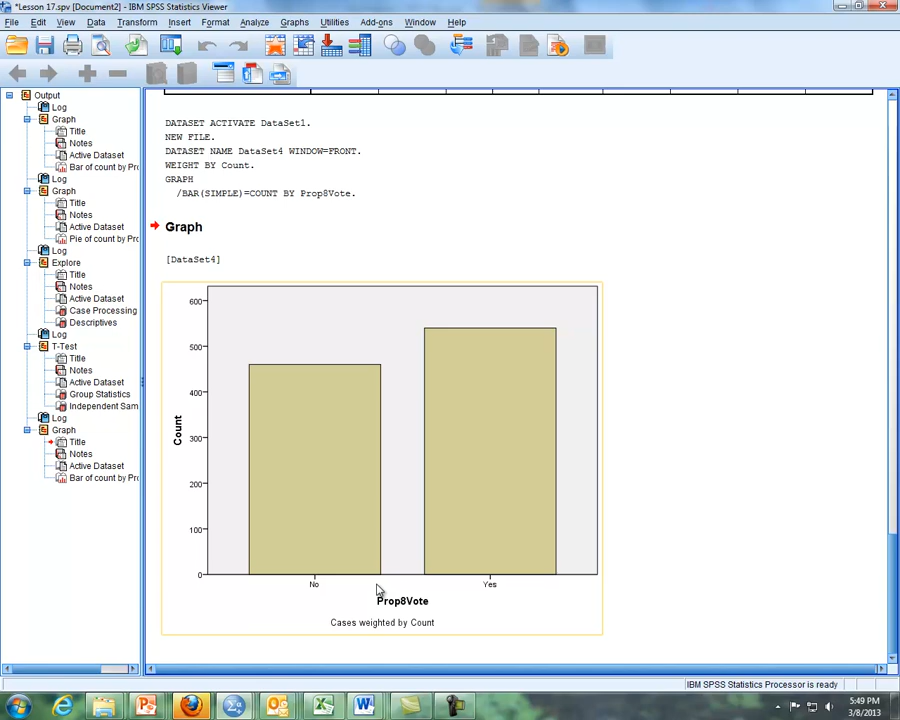 *Lesson 17.spv [Document2] - IBM SPSS Statistics Viewer
File Edit View Data Transform Insert Format Analyze Graphs Utilities Add-ons Window Help
Output
Log
Graph
Title
Notes
Active Dataset
Bar of count by Pro
Log
Graph
Title
Notes
Active Dataset
Pie of count by Pro
Log
Explore
Title
Notes
Active Dataset
Case Processing
Descriptives
Log
T-Test
Title
Notes
Active Dataset
Group Statistics
Independent Sam
Log
Graph
Title
Notes
Active Dataset
Bar of count by Pro
DATASET ACTIVATE DataSet1.
NEW FILE.
DATASET NAME DataSet4 WINDOW=FRONT.
WEIGHT BY Count.
GRAPH
/BAR(SIMPLE)=COUNT BY Prop8Vote.
Graph
[DataSet4]
600
500
400
300
200
100
0
Count
No Yes
Prop8Vote
Cases weighted by Count
IBM SPSS Statistics Processor is ready
5:49 PM
3/8/2013